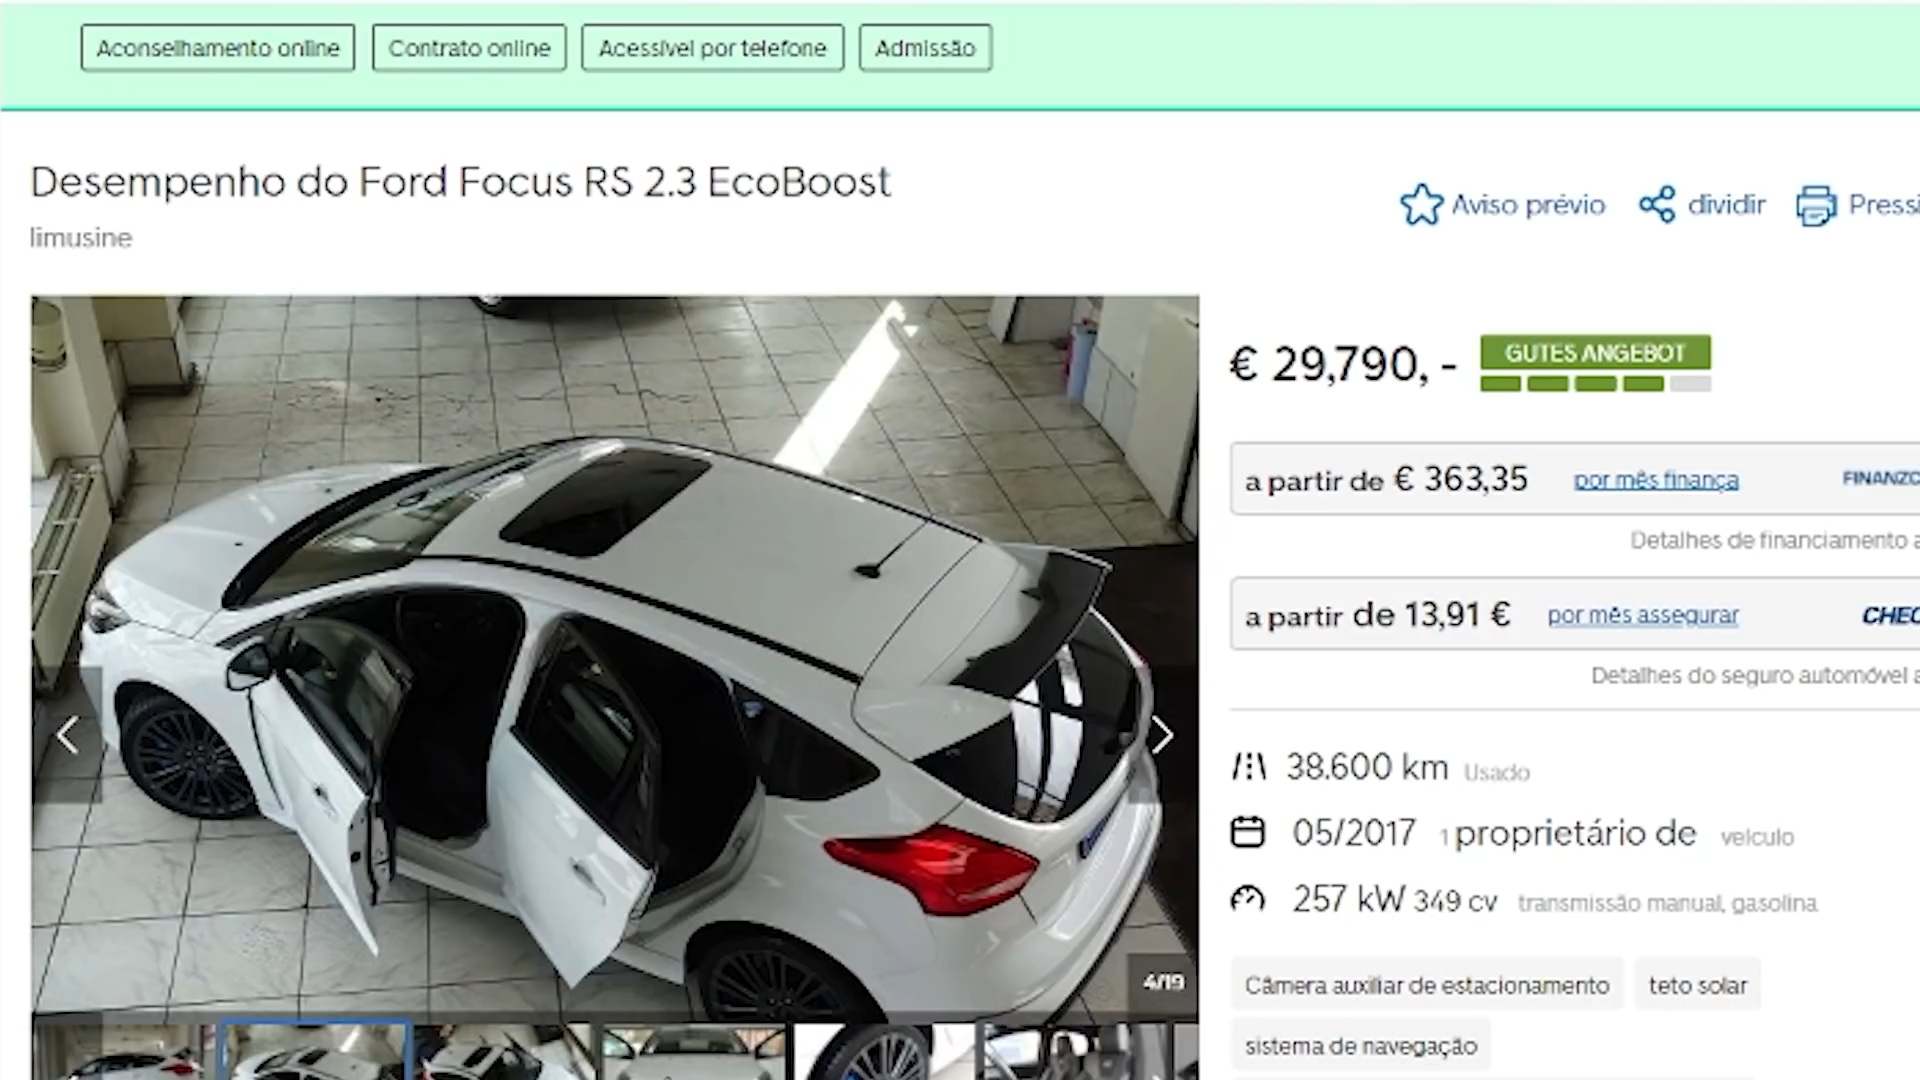 Aconselhamento online Contrato online Acessível por telefone Admissão
Desempenho do Ford Focus RS 2.3 EcoBoost
limusine
Aviso prévio dividir Pressi
€ 29,790, - GUTES ANGEBOT
a partir de € 363,35 por mês finança FINANZC
Detalhes de financiamento a
a partir de 13,91 € por mês assegurar CHEC
Detalhes do seguro automóvel a
38.600 km Usado
05/2017 1 proprietário de veículo
257 kW 349 cv transmissão manual, gasolina
4/19
Câmera auxiliar de estacionamento teto solar
sistema de navegação